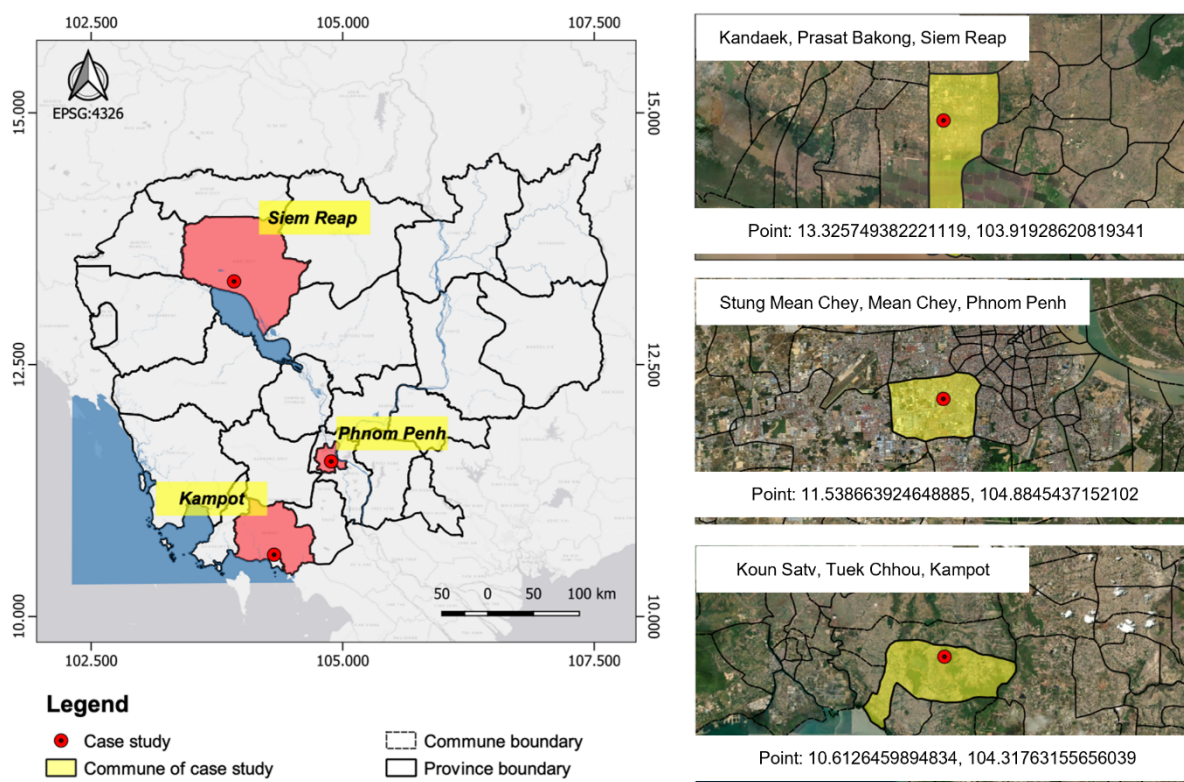 102.500
105.000
107.500
EPSG:4326
15.000
15.000
Siem Reap
12.500
12.500
Phnom Penh
Kampot
50 0 50 100 km
10.000
10.000
102.500
105.000
107.500
Legend
Case study
Commune of case study
Commune boundary
Province boundary
Kandaek, Prasat Bakong, Siem Reap
Point: 13.325749382221119, 103.91928620819341
Stung Mean Chey, Mean Chey, Phnom Penh
Point: 11.538663924648885, 104.8845437152102
Koun Satv, Tuek Chhou, Kampot
Point: 10.6126459894834, 104.31763155656039